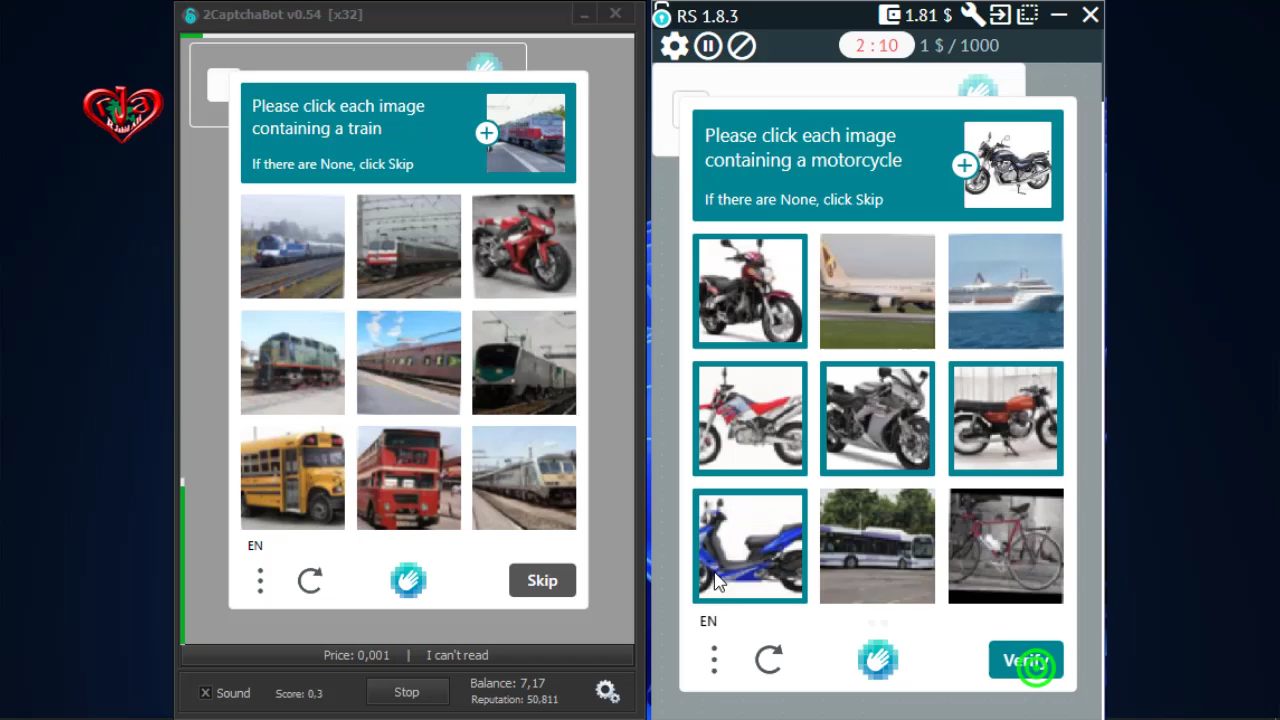 2CaptchaBot v0.54 [x32]
Please click each image
containing a train
If there are None, click Skip
EN
Skip
Price: 0,001 | I can't read
Sound
Score: 0,3
Stop
Balance: 7,17
Reputation: 50,811
RS 1.8.3
1.81 $
2:10
1 $ / 1000
Please click each image
containing a motorcycle
If there are None, click Skip
EN
Verify